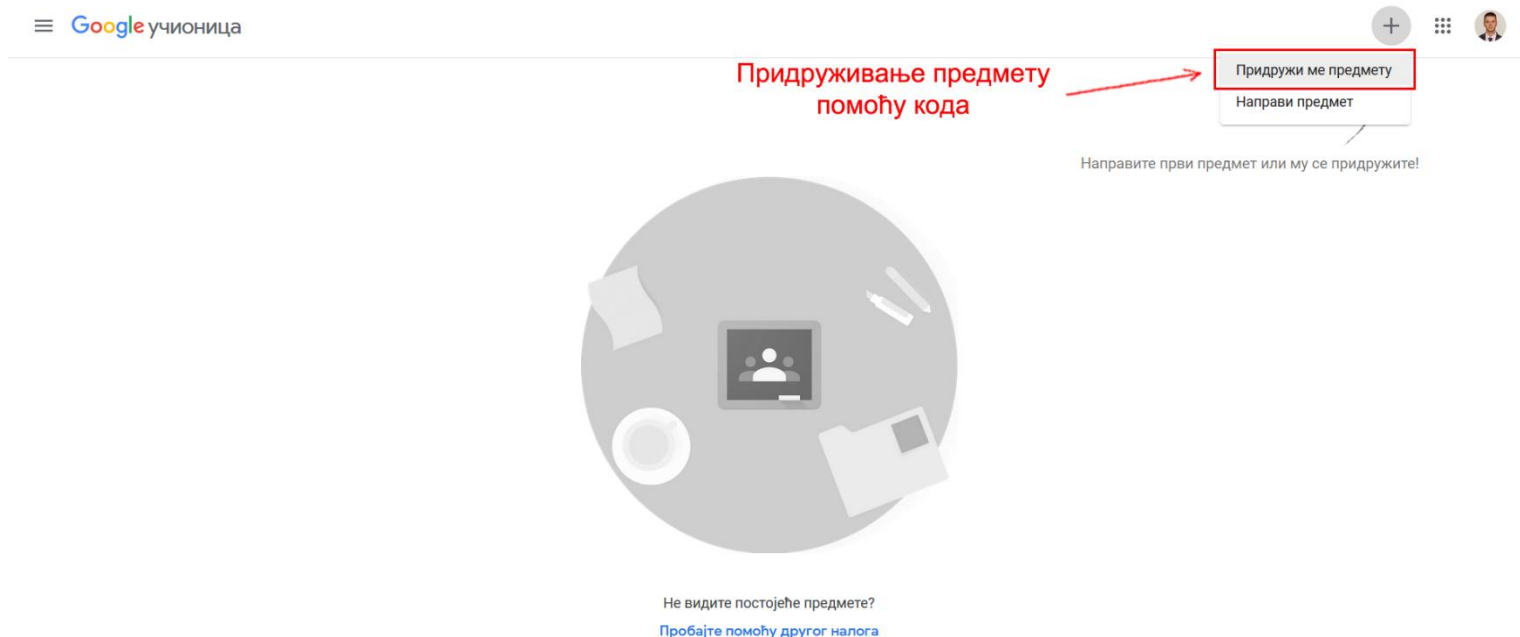 Google учионица
Придруживање предмету
помоћу кода
Придружи ме предмету
Направи предмет
Направите први предмет или му се придружите!
Не видите постојеће предмете?
Пробајте помоћу другог налога